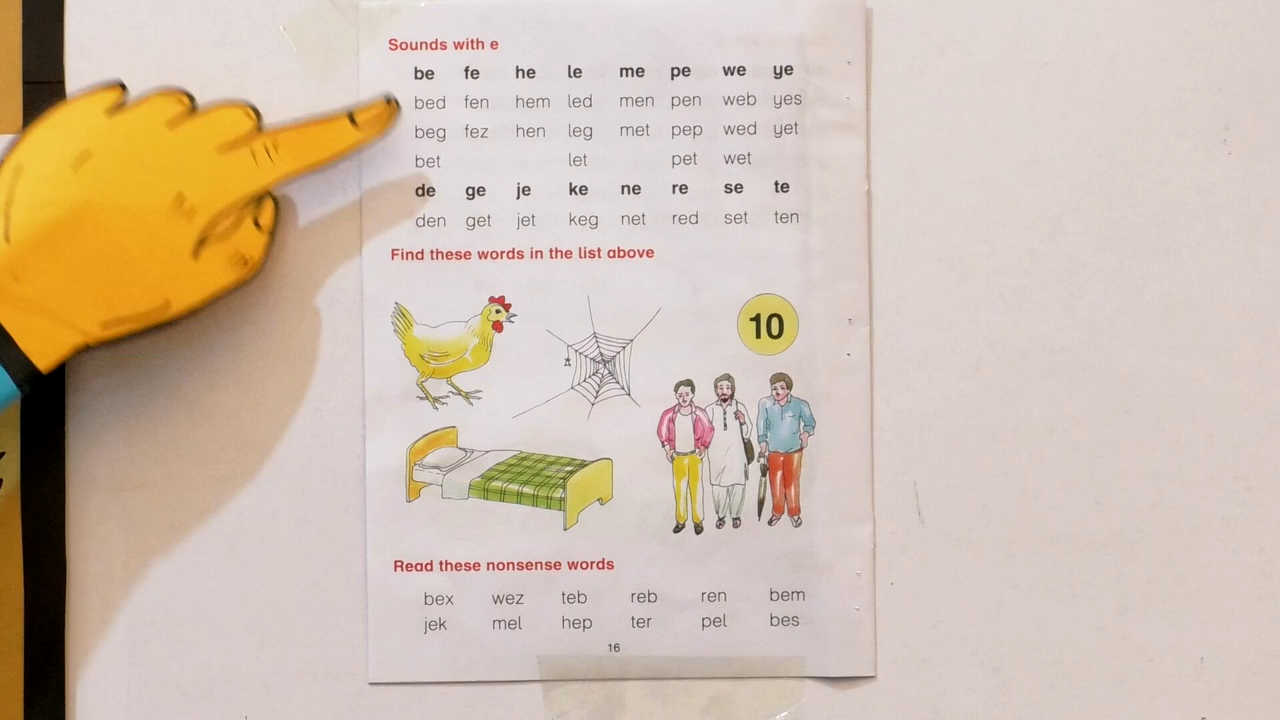 Sounds with e
be fe he le me pe we ye
bed fen hem led men pen web yes
beg fez hen leg met pep wed yet
bet let pet wet
de ge je ke ne re se te
den get jet keg net red set ten
Find these words in the list above
10
Read these nonsense words
bex wez teb reb ren bem
jek mel hep ter pel bes
16